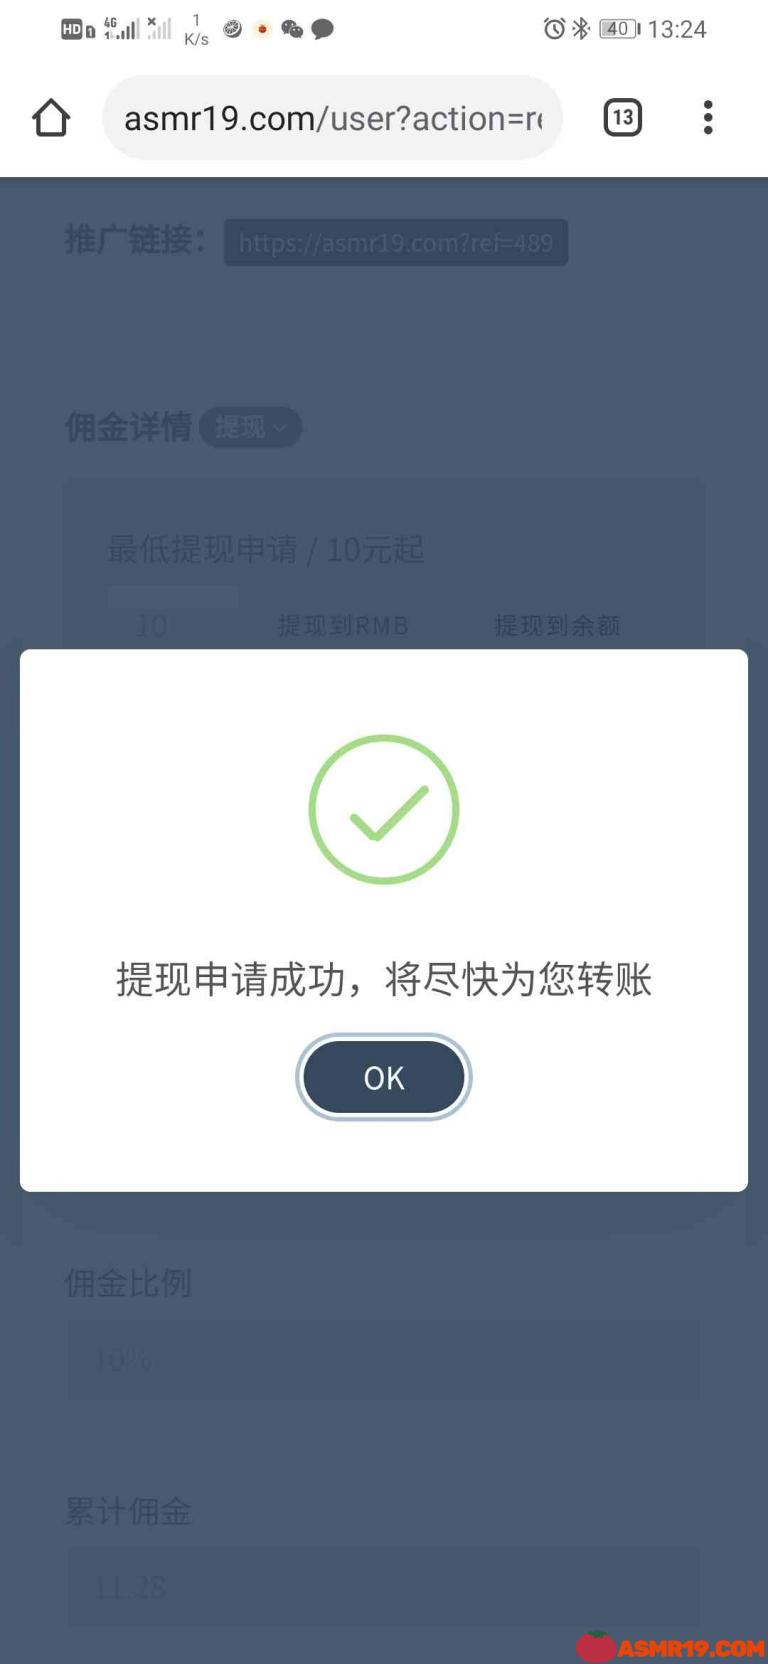 HD 1 4G 1 K/s 40 13:24
asmr19.com/user?action=re
13
推广链接：
https://asmr19.com?ref=489
佣金详情
提现
最低提现申请 / 10元起
10
提现到RMB
提现到余额
提现申请成功，将尽快为您转账
OK
佣金比例
10%
累计佣金
11.28
ASMR19.COM